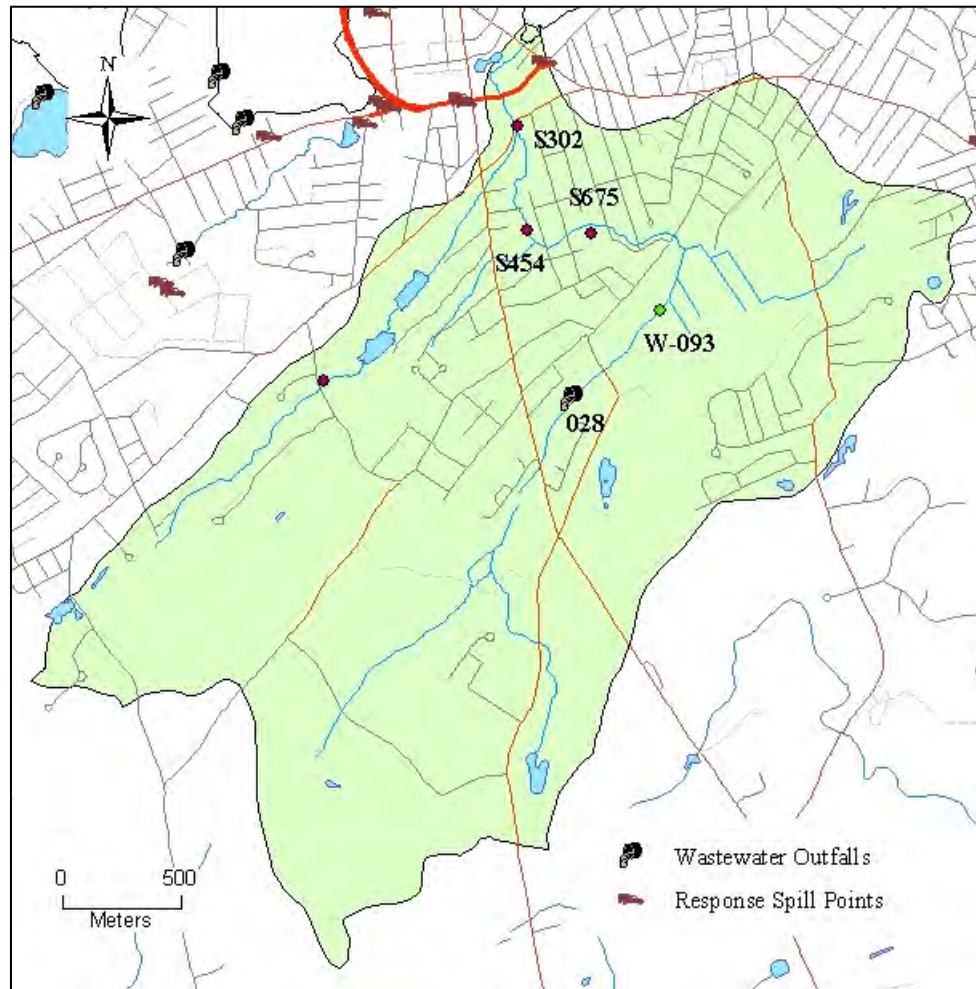 N
S302
S675
S454
W-093
028
Wastewater Outfalls
0 500
Response Spill Points
Meters